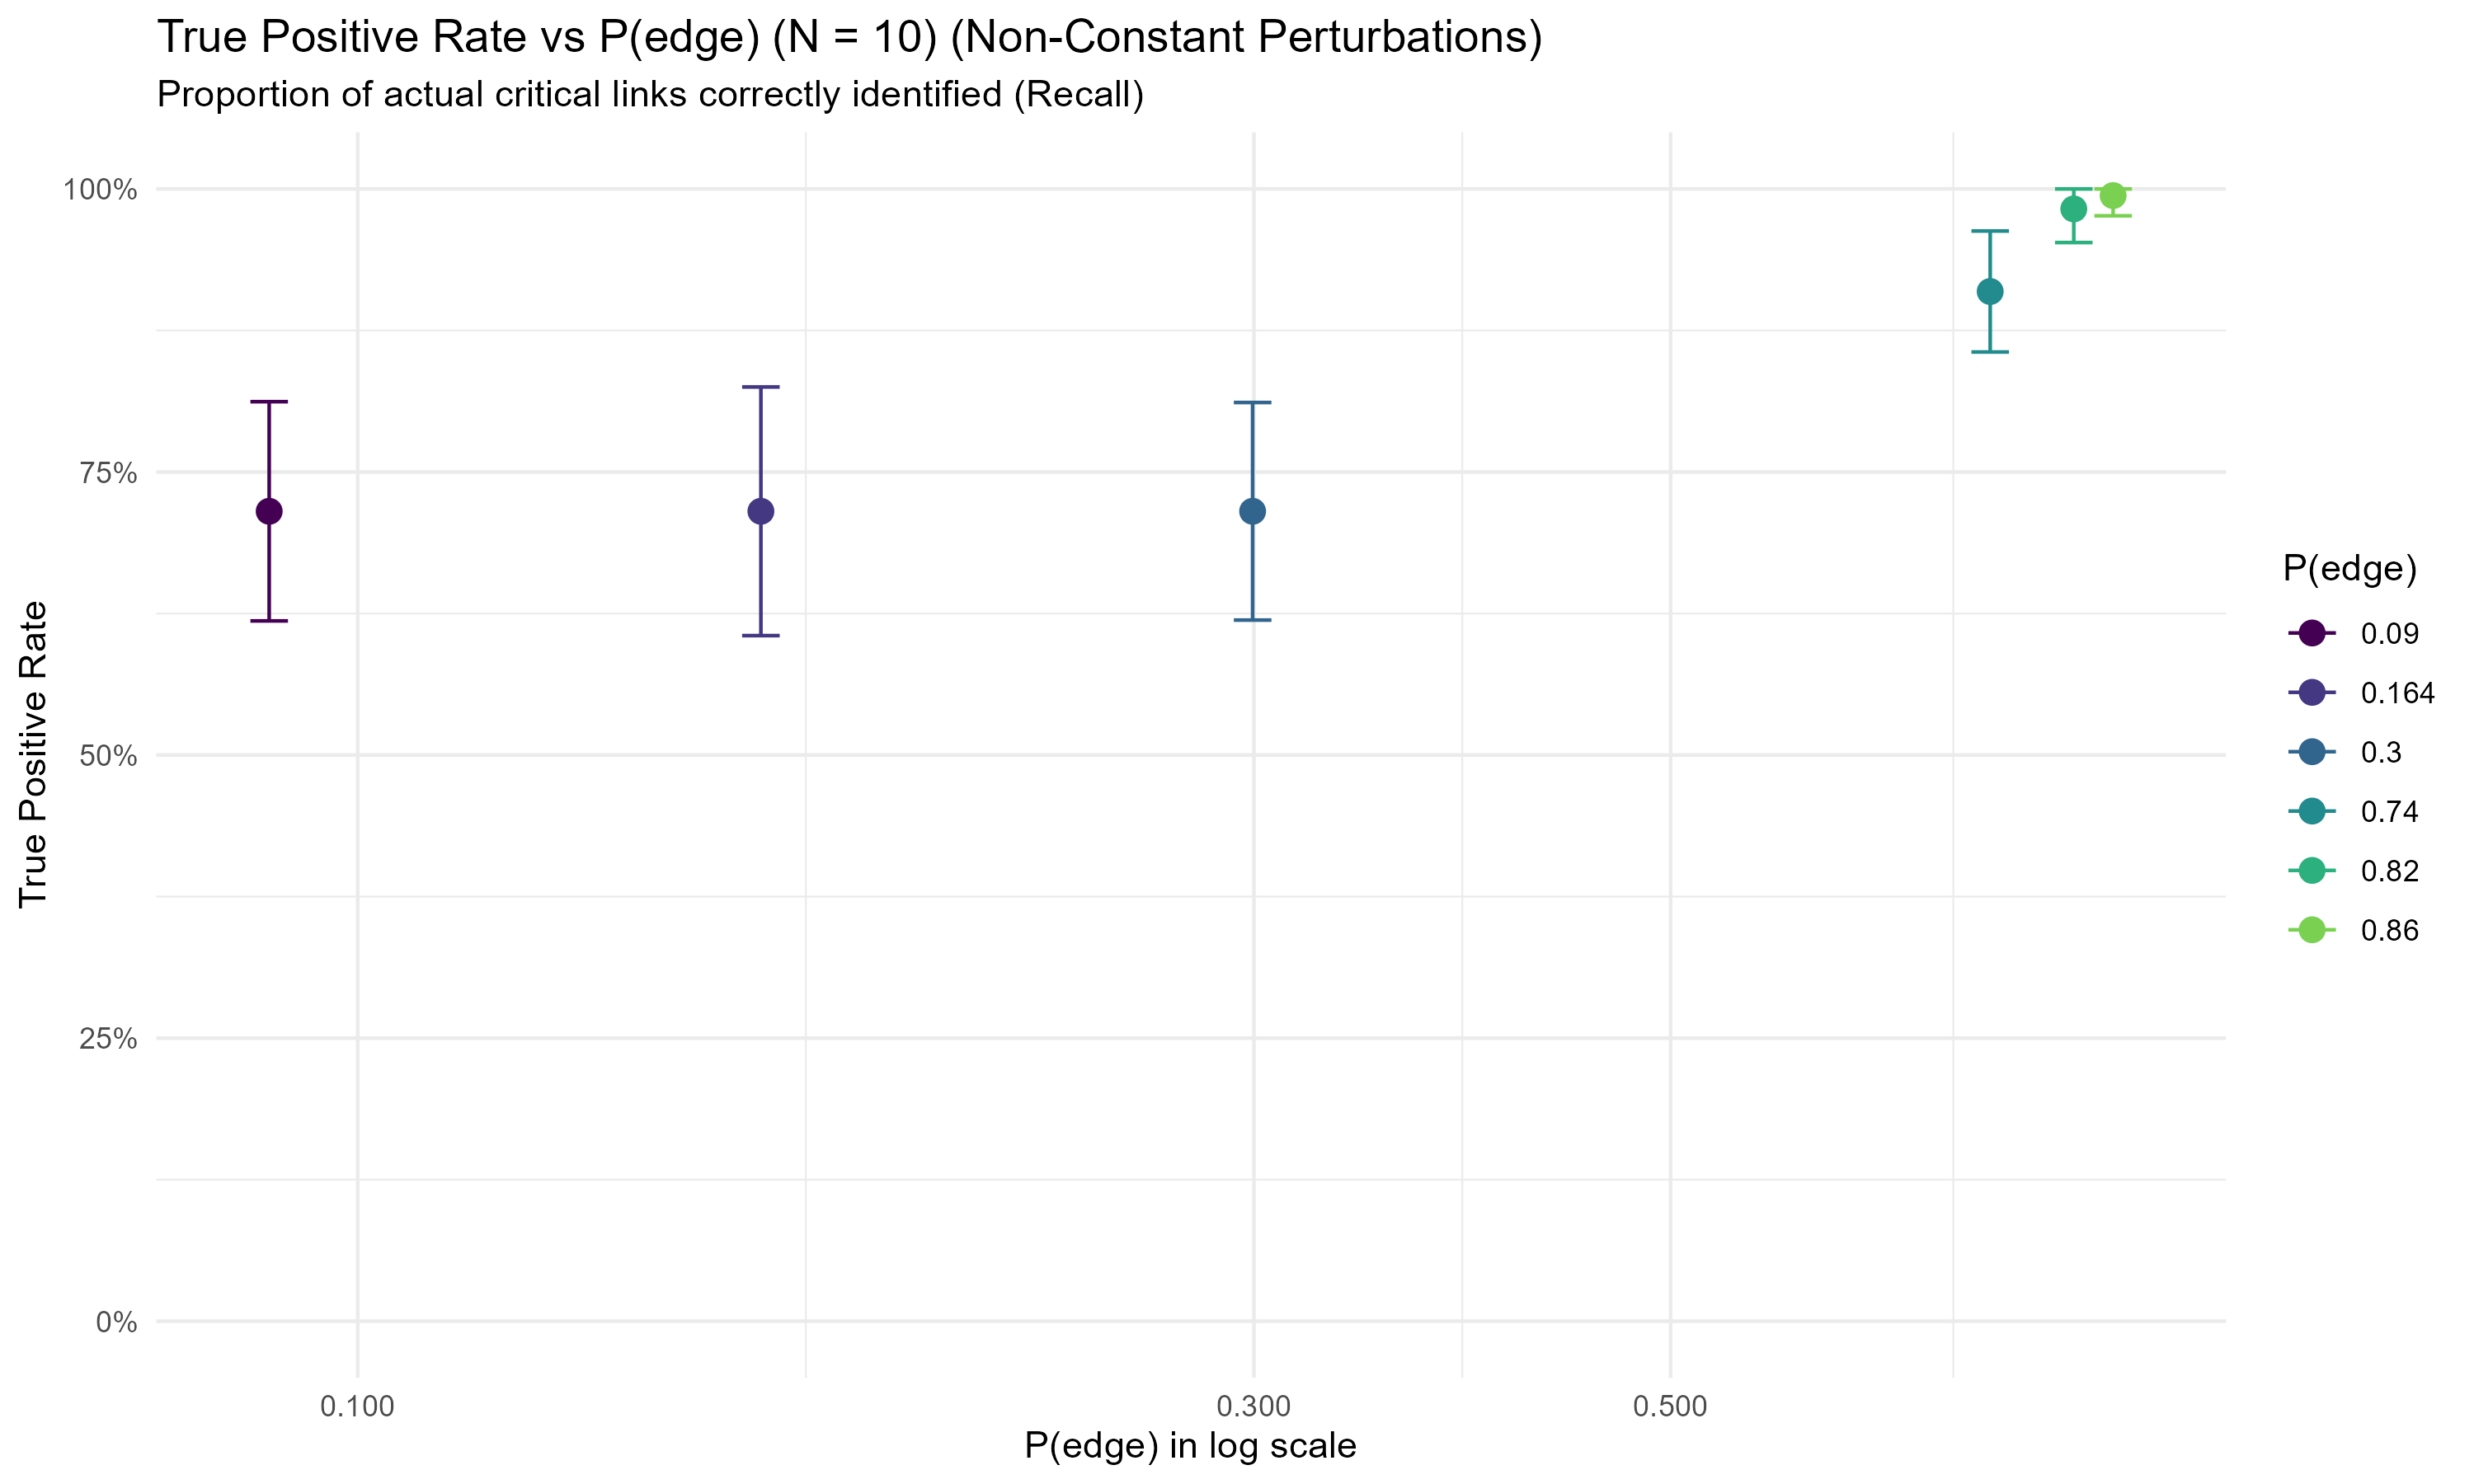 True Positive Rate vs P(edge) (N = 10) (Non-Constant Perturbations)
Proportion of actual critical links correctly identified (Recall)
100%
75%
50%
25%
0%
True Positive Rate
0.100
0.300
0.500
P(edge) in log scale
P(edge)
0.09
0.164
0.3
0.74
0.82
0.86